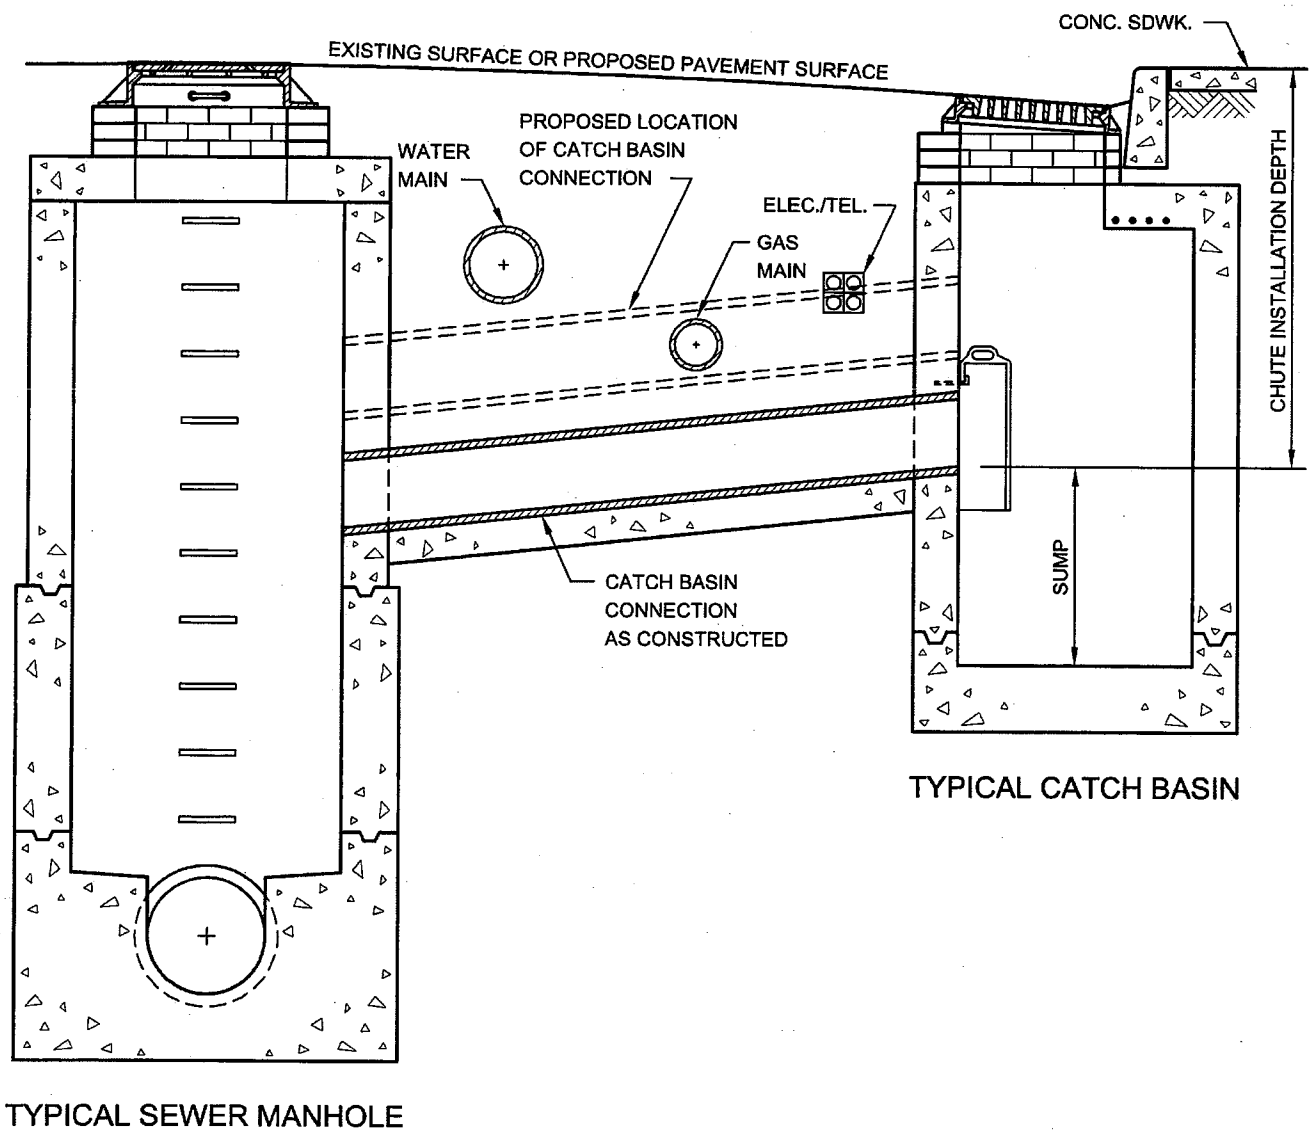 CONC. SDWK.
EXISTING SURFACE OR PROPOSED PAVEMENT SURFACE
PROPOSED LOCATION
OF CATCH BASIN
CONNECTION
WATER
MAIN
ELEC./TEL.
GAS
MAIN
CHUTE INSTALLATION DEPTH
SUMP
CATCH BASIN
CONNECTION
AS CONSTRUCTED
TYPICAL CATCH BASIN
TYPICAL SEWER MANHOLE